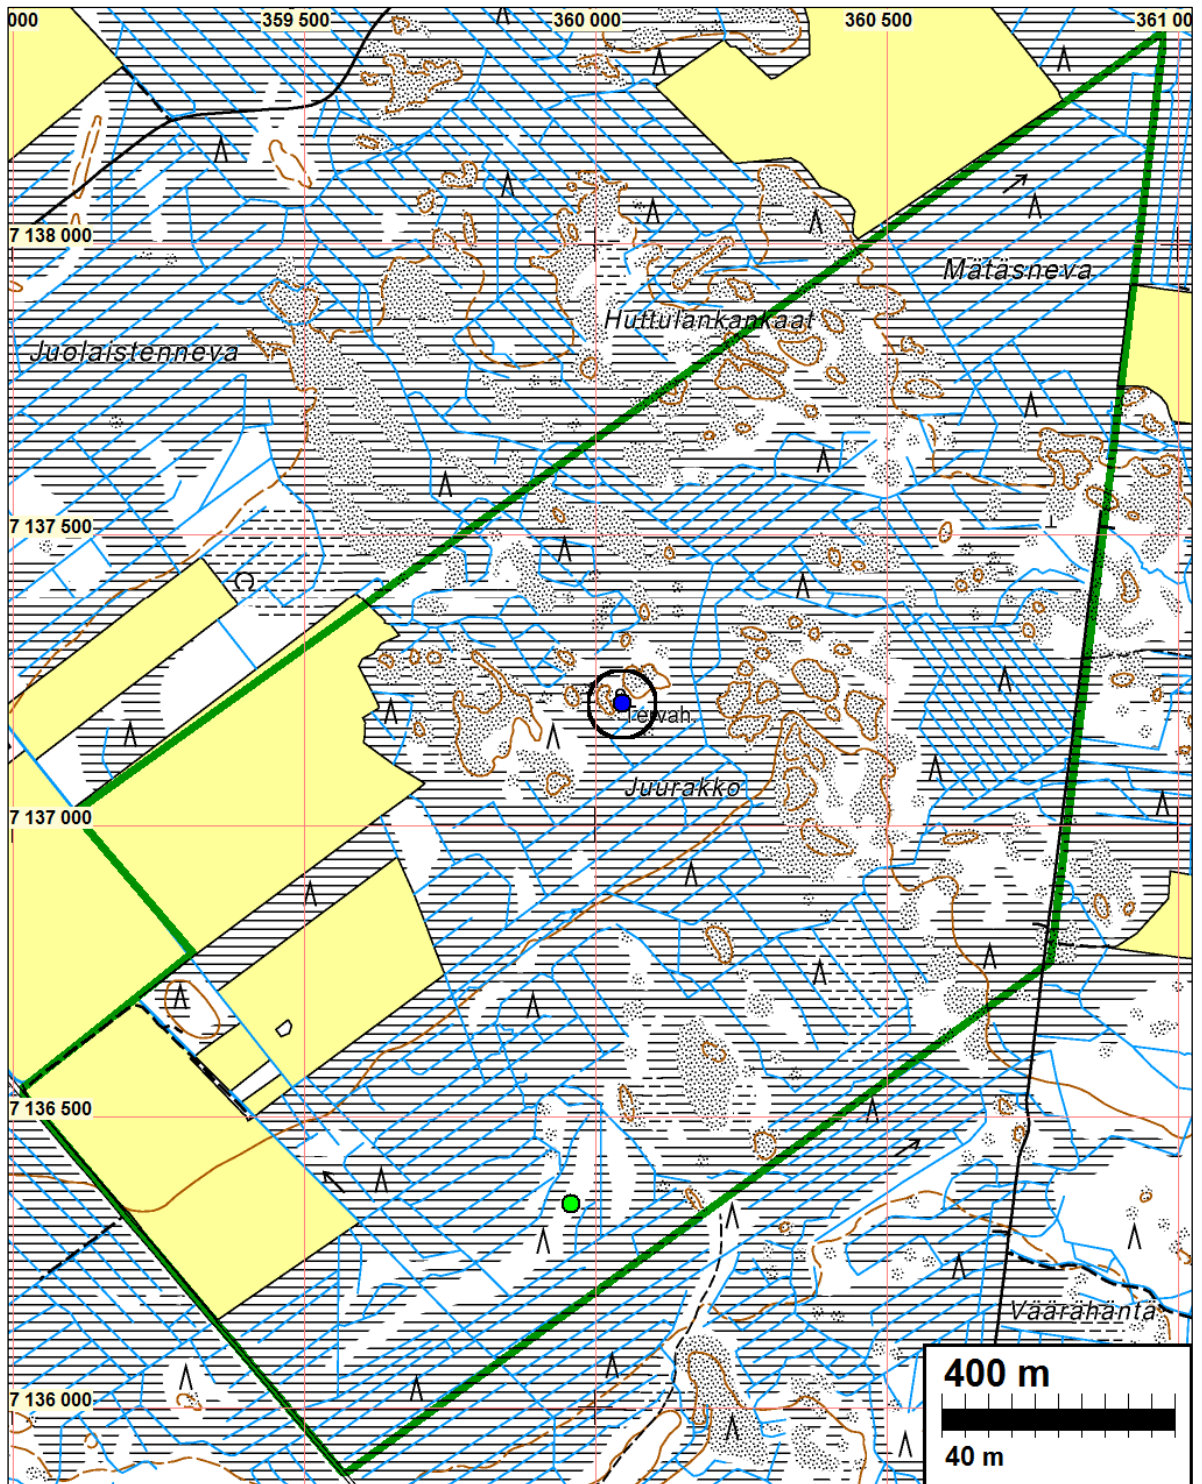 000
359 500
360 000
360 500
361 00
7 138 000
Mätäsneva
Huttulankankaat
Juolaistenneva
7 137 500
Tervah.
Juurakko
7 137 000
7 136 500
Väärähäntä
7 136 000
400 m
40 m